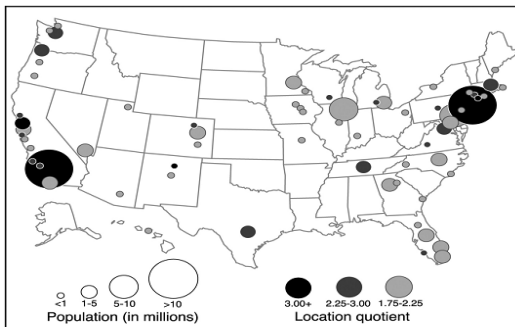 <1 1-5 5-10 >10
Population (in millions)
3.00+ 2.25-3.00 1.75-2.25
Location quotient